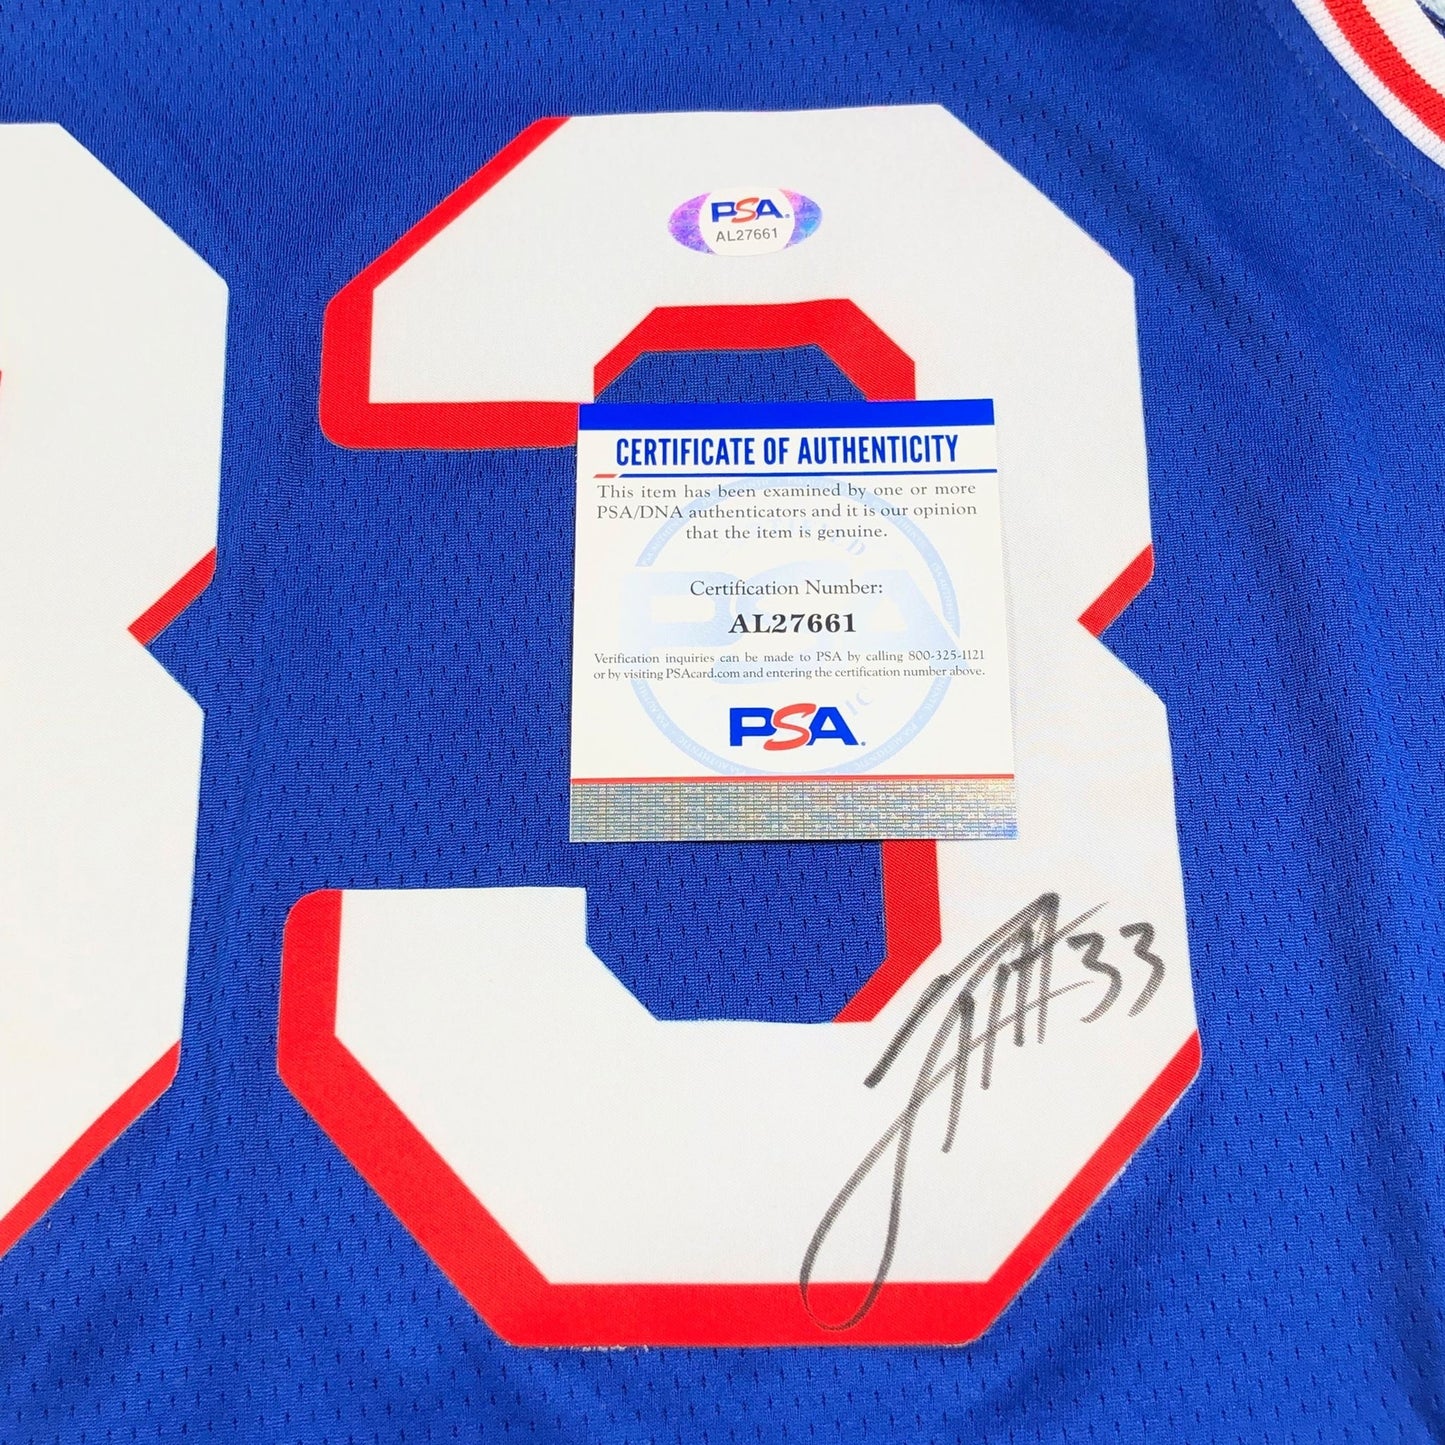 PSA
AL27661
CERTIFICATE OF AUTHENTICITY
This item has been examined by one or more
PSA/DNA authenticators and it is our opinion
that the item is genuine.
Certification Number:
AL27661
Verification inquiries can be made to PSA by calling 800-325-1121
or by visiting PSAcard.com and entering the certification number above.
PSA
33
#33